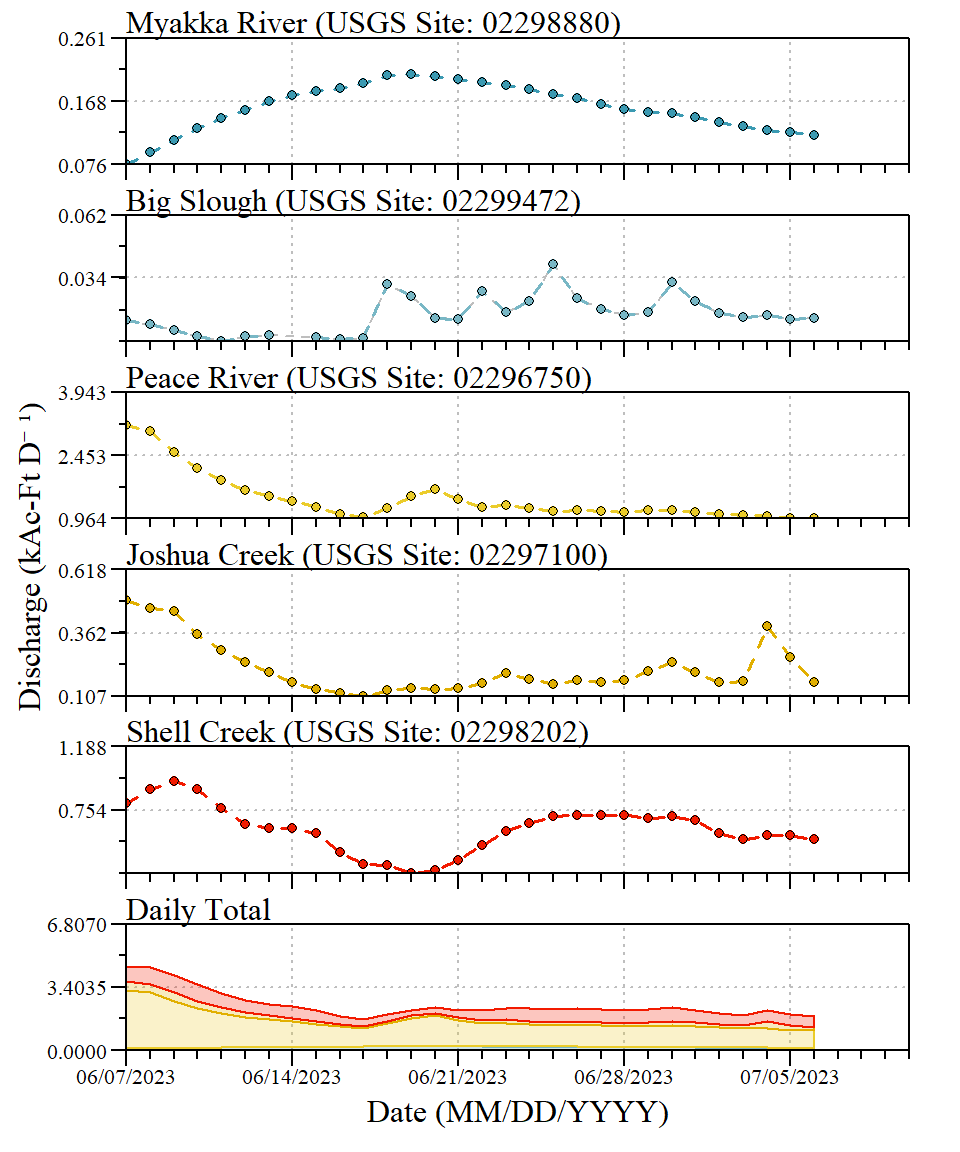 Myakka River (USGS Site: 02298880)
0.261
0.168
0.076
Big Slough (USGS Site: 02299472)
0.062
0.034
Peace River (USGS Site: 02296750)
3.943
2.453
0.964
Joshua Creek (USGS Site: 02297100)
0.618
0.362
0.107
Shell Creek (USGS Site: 02298202)
1.188
0.754
Daily Total
6.8070
3.4035
0.0000
06/07/2023 06/14/2023 06/21/2023 06/28/2023 07/05/2023
Date (MM/DD/YYYY)
Discharge (kAc-Ft D⁻¹)